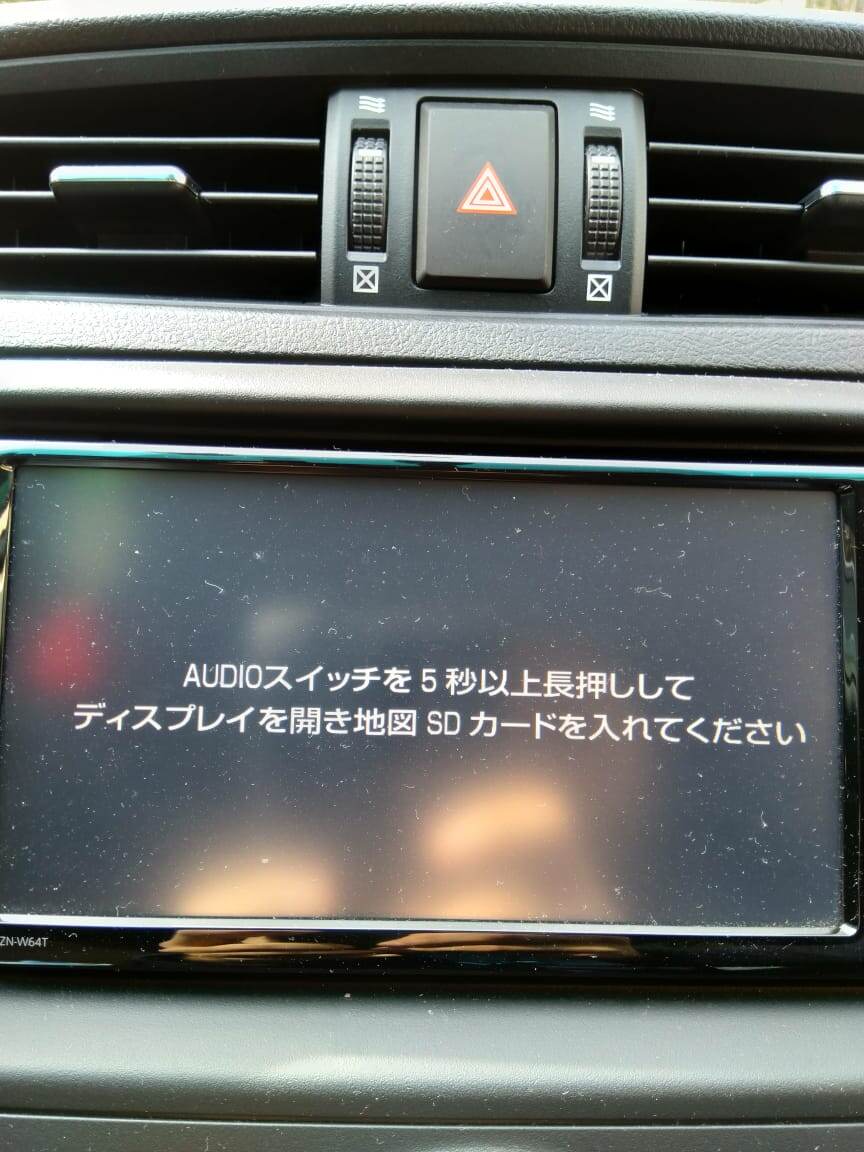 AUDIOスイッチを5秒以上長押しして
ディスプレイを開き地図SDカードを入れてください
ZN-W64T